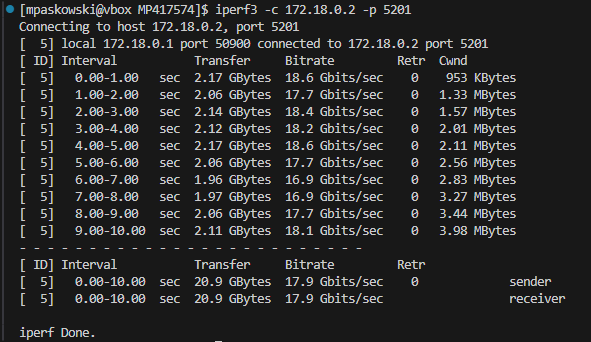 [mpaskowski@vbox MP417574]$ iperf3 -c 172.18.0.2 -p 5201
Connecting to host 172.18.0.2, port 5201
[  5] local 172.18.0.1 port 50900 connected to 172.18.0.2 port 5201
[ ID] Interval           Transfer     Bitrate         Retr  Cwnd
[  5]   0.00-1.00   sec  2.17 GBytes  18.6 Gbits/sec    0    953 KBytes
[  5]   1.00-2.00   sec  2.06 GBytes  17.7 Gbits/sec    0   1.33 MBytes
[  5]   2.00-3.00   sec  2.14 GBytes  18.4 Gbits/sec    0   1.57 MBytes
[  5]   3.00-4.00   sec  2.12 GBytes  18.2 Gbits/sec    0   2.01 MBytes
[  5]   4.00-5.00   sec  2.17 GBytes  18.6 Gbits/sec    0   2.11 MBytes
[  5]   5.00-6.00   sec  2.06 GBytes  17.7 Gbits/sec    0   2.56 MBytes
[  5]   6.00-7.00   sec  1.96 GBytes  16.9 Gbits/sec    0   2.83 MBytes
[  5]   7.00-8.00   sec  1.97 GBytes  16.9 Gbits/sec    0   3.27 MBytes
[  5]   8.00-9.00   sec  2.06 GBytes  17.7 Gbits/sec    0   3.44 MBytes
[  5]   9.00-10.00  sec  2.11 GBytes  18.1 Gbits/sec    0   3.98 MBytes
- - - - - - - - - - - - - - - - - - - - - - - - -
[ ID] Interval           Transfer     Bitrate         Retr
[  5]   0.00-10.00  sec  20.9 GBytes  17.9 Gbits/sec    0             sender
[  5]   0.00-10.00  sec  20.9 GBytes  17.9 Gbits/sec                  receiver
iperf Done.